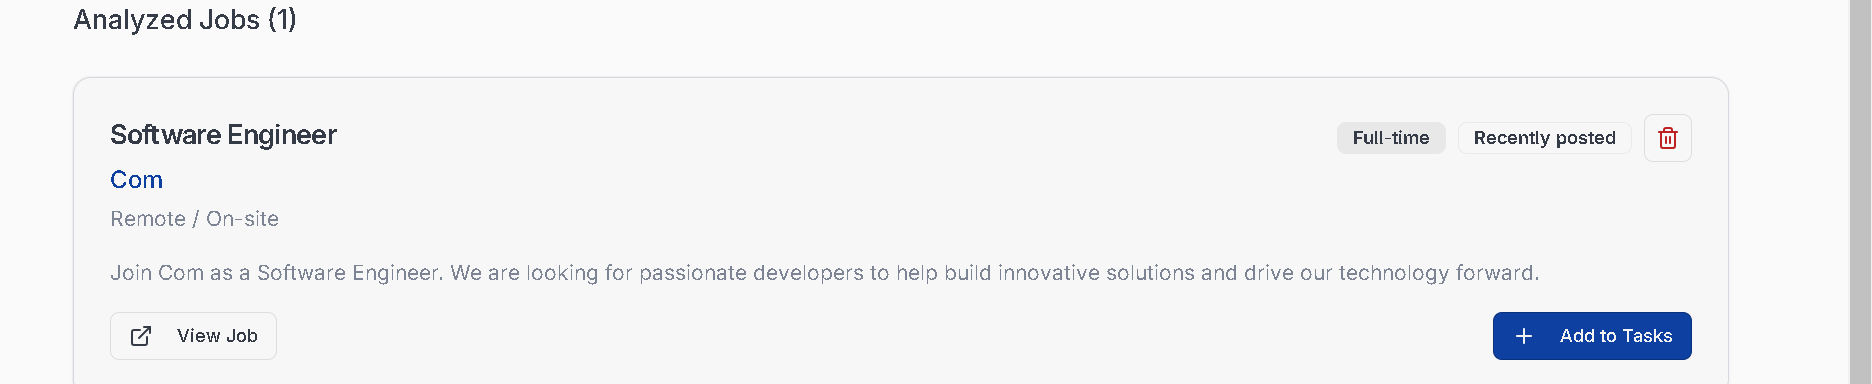 Analyzed Jobs (1)
Software Engineer
Full-time
Recently posted
Com
Remote / On-site
Join Com as a Software Engineer. We are looking for passionate developers to help build innovative solutions and drive our technology forward.
View Job
Add to Tasks